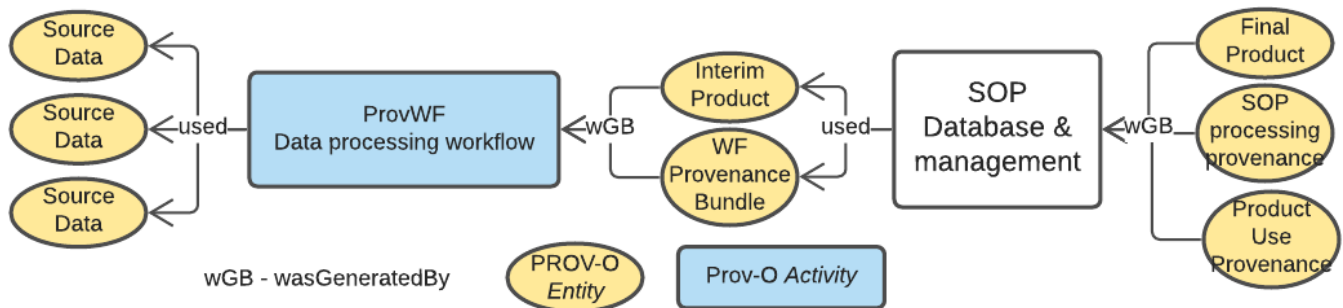 Source
Data
Source
Data
Source
Data
used
ProvWF
Data processing workflow
wGB
Interim
Product
WF
Provenance
Bundle
used
SOP
Database &
management
wGB
Final
Product
SOP
processing
provenance
Product
Use
Provenance
wGB - wasGeneratedBy
PROV-O
Entity
Prov-O Activity